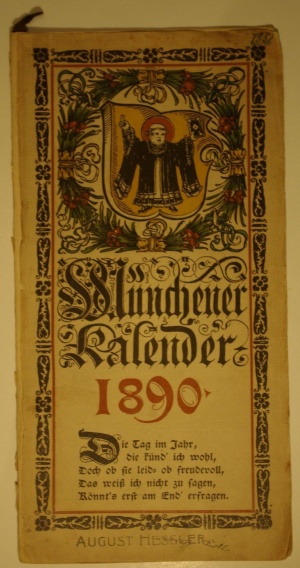 Münchener
Kalender
1890
Die Tag im Jahr,
die künd' ich wohl,
Doch ob sie leid= ob freudevoll,
Das weiß ich nicht zu sagen,
Könnt's erst am End' erfragen.
AUGUST HESSLER